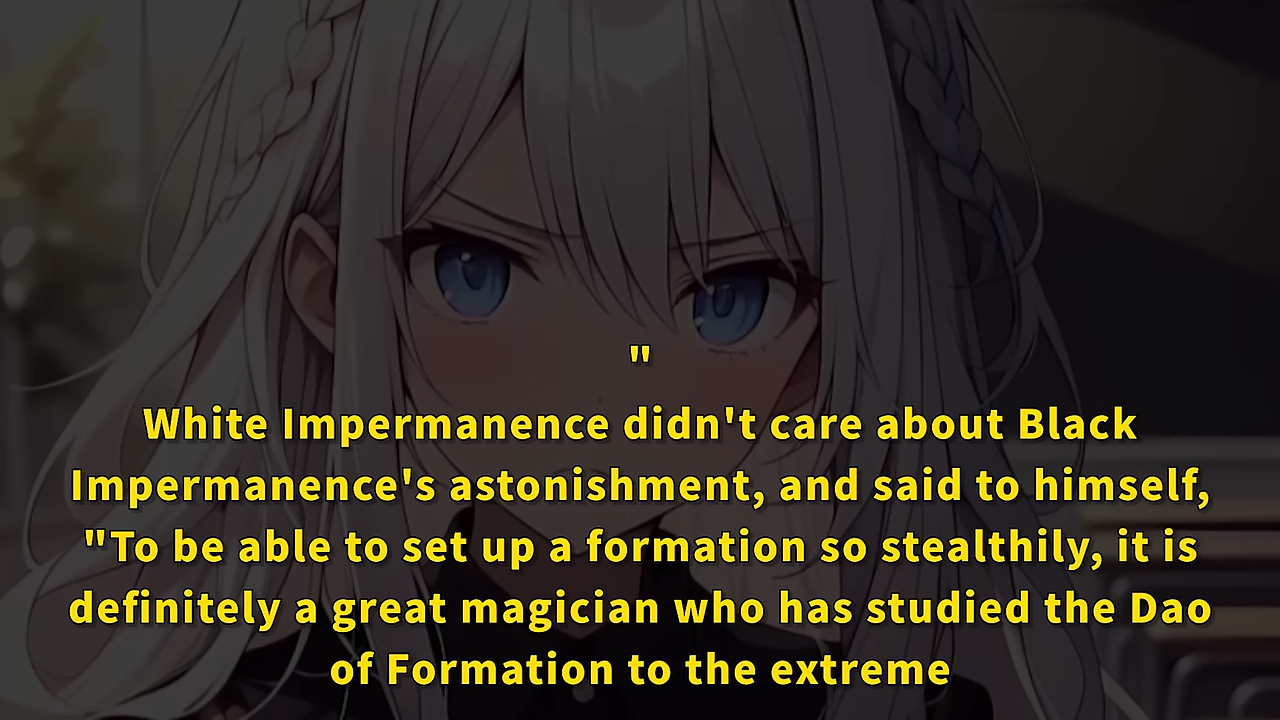 "
White Impermanence didn't care about Black
Impermanence's astonishment, and said to himself,
"To be able to set up a formation so stealthily, it is
definitely a great magician who has studied the Dao
of Formation to the extreme